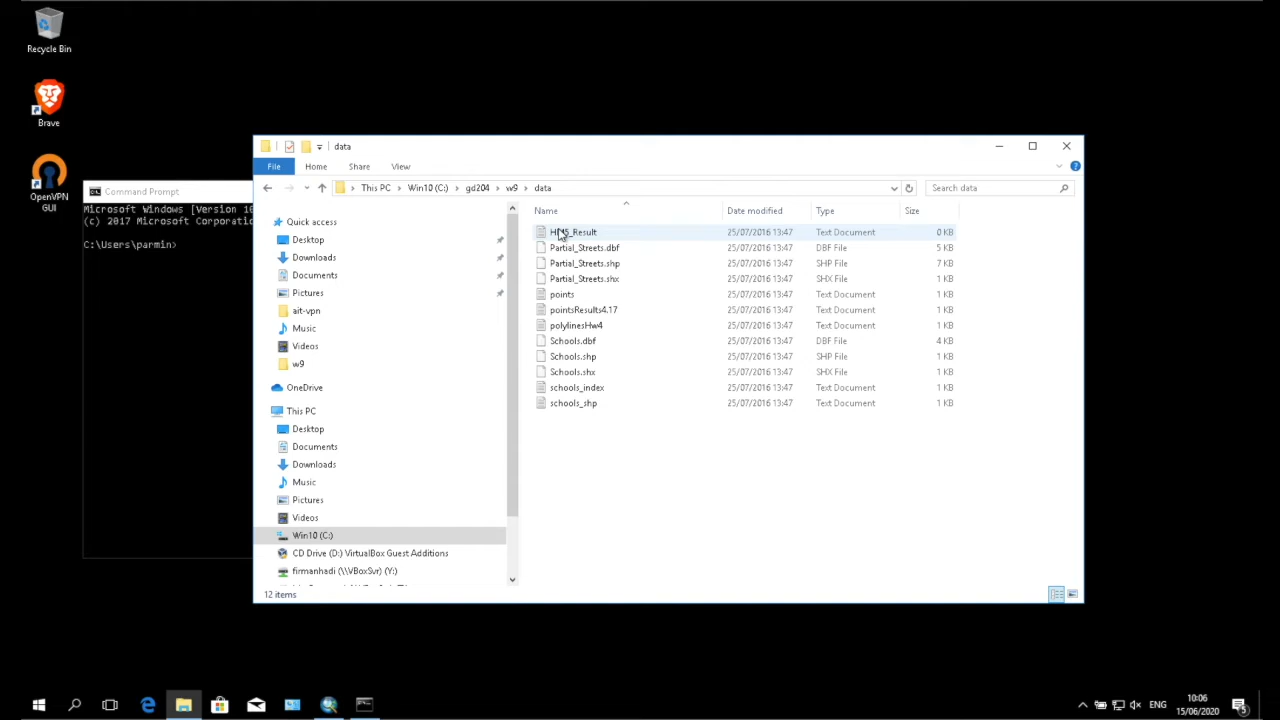 Recycle Bin
Brave
OpenVPN
GUI
Command Prompt
Microsoft Windows [Version 10
(c) 2017 Microsoft Corporatio
C:\Users\parmin>
data
File
Home
Share
View
This PC
Win10 (C:)
gd204
w9
data
Search data
Name
Date modified
Type
Size
Quick access
Desktop
Downloads
Documents
Pictures
ait-vpn
Music
Videos
w9
OneDrive
This PC
Desktop
Documents
Downloads
Music
Pictures
Videos
Win10 (C:)
CD Drive (D:) VirtualBox Guest Additions
firmanhadi (\\VBoxSvr) (Y:)
25/07/2016 13:47 Text Document 0 KB
Partial_Streets.dbf 25/07/2016 13:47 DBF File 5 KB
Partial_Streets.shp 25/07/2016 13:47 SHP File 7 KB
Partial_Streets.shx 25/07/2016 13:47 SHX File 1 KB
points 25/07/2016 13:47 Text Document 1 KB
pointsResults4.17 25/07/2016 13:47 Text Document 1 KB
polylinesHw4 25/07/2016 13:47 Text Document 1 KB
Schools.dbf 25/07/2016 13:47 DBF File 4 KB
Schools.shp 25/07/2016 13:47 SHP File 1 KB
Schools.shx 25/07/2016 13:47 SHX File 1 KB
schools_index 25/07/2016 13:47 Text Document 1 KB
schools_shp 25/07/2016 13:47 Text Document 1 KB
12 items
ENG
10:06
15/06/2020
5